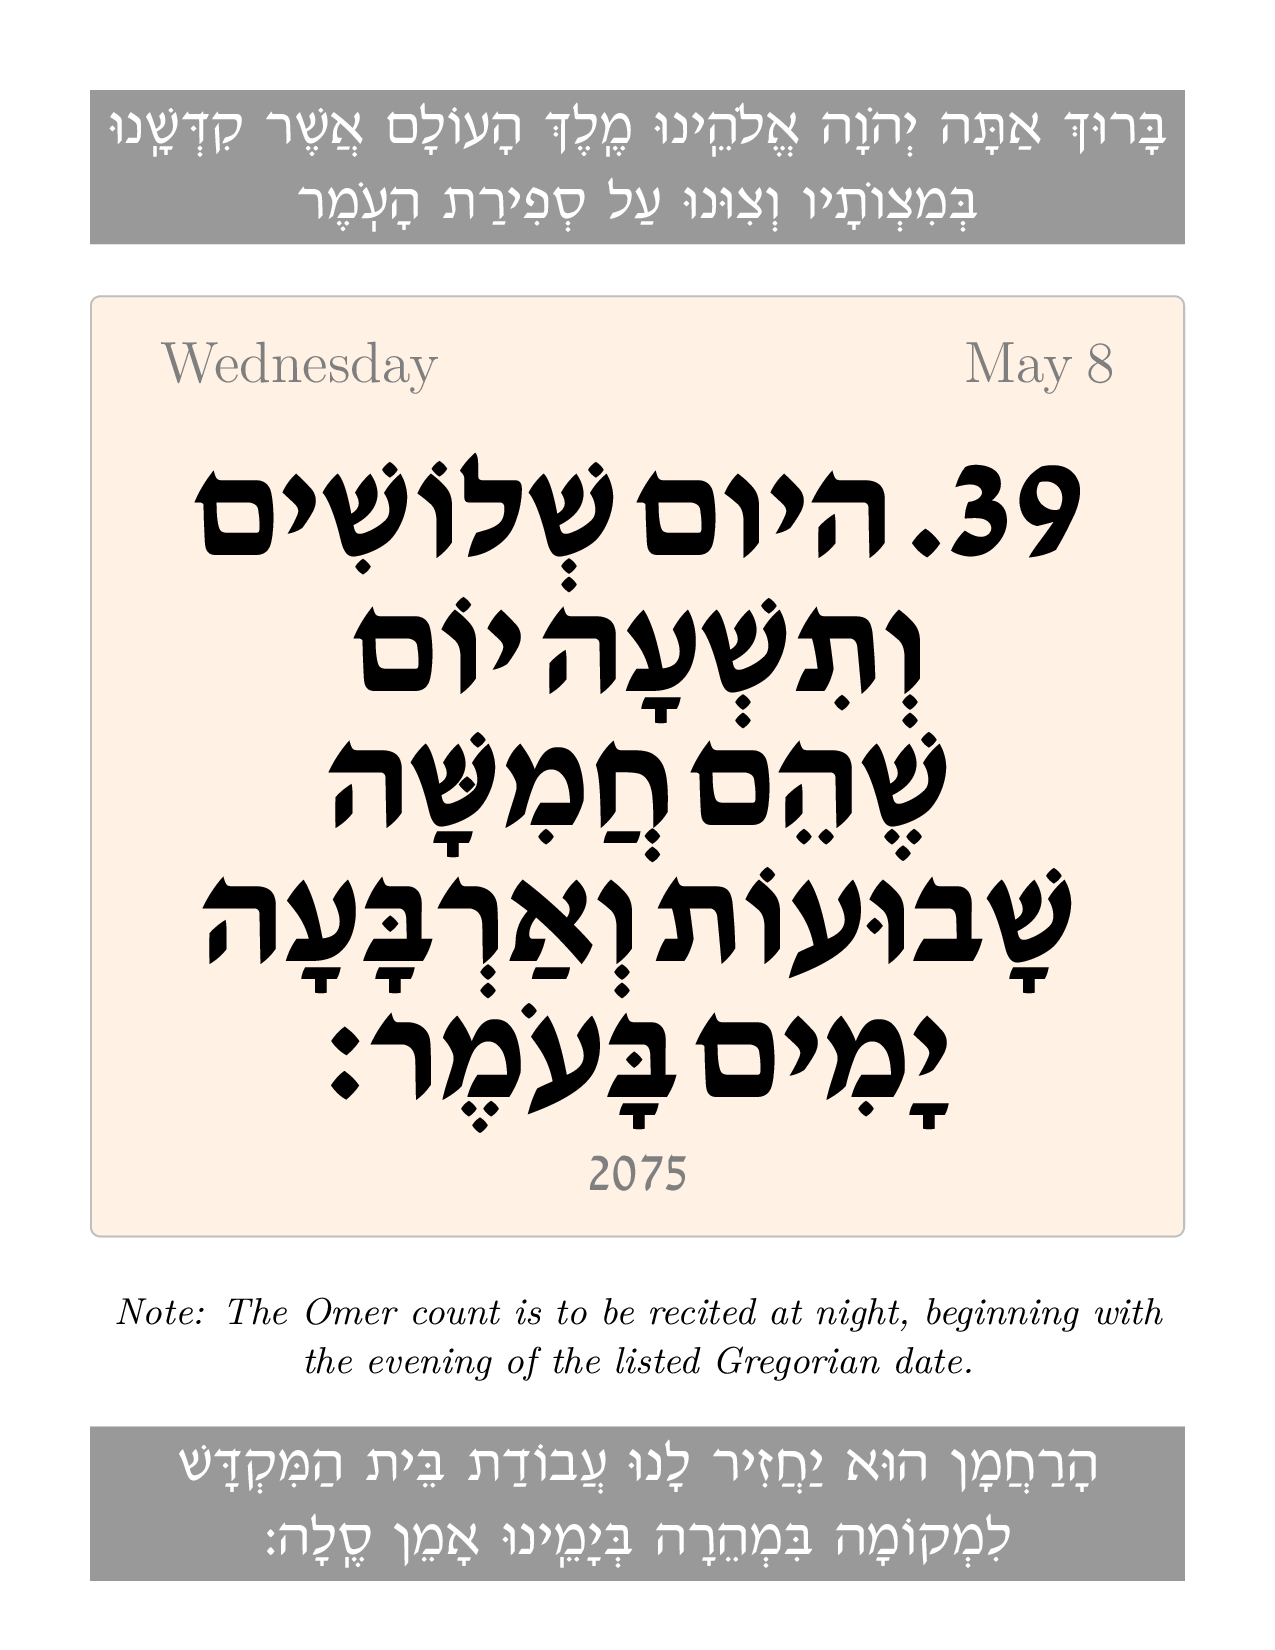 בָּרוּךְ אַתָּה יְהֹוָה אֱלֹהֵֽינוּ מֶֽלֶךְ הָעוֹלָם אֲשֶׁר קִדְּשָֽׁנוּ
בְּמִצְוֹתָיו וְצִוּנוּ עַל סְפִירַת הָעֹֽמֶר
Wednesday May 8
39. היום שְׁלוֹשִׁים
וְתִשְׁעָה יוֹם
שֶׁהֵם חֲמִשָּׁה
שָׁבוּעוֹת וְאַרְבָּעָה
יָמִים בָּעֹמֶר:
2075
Note: The Omer count is to be recited at night, beginning with
the evening of the listed Gregorian date.
הָרַחֲמָן הוּא יַחֲזִיר לָנוּ עֲבוֹדַת בֵּית הַמִּקְדָּשׁ
לִמְקוֹמָהּ בִּמְהֵרָה בְּיָמֵֽינוּ אָמֵן סֶֽלָה: